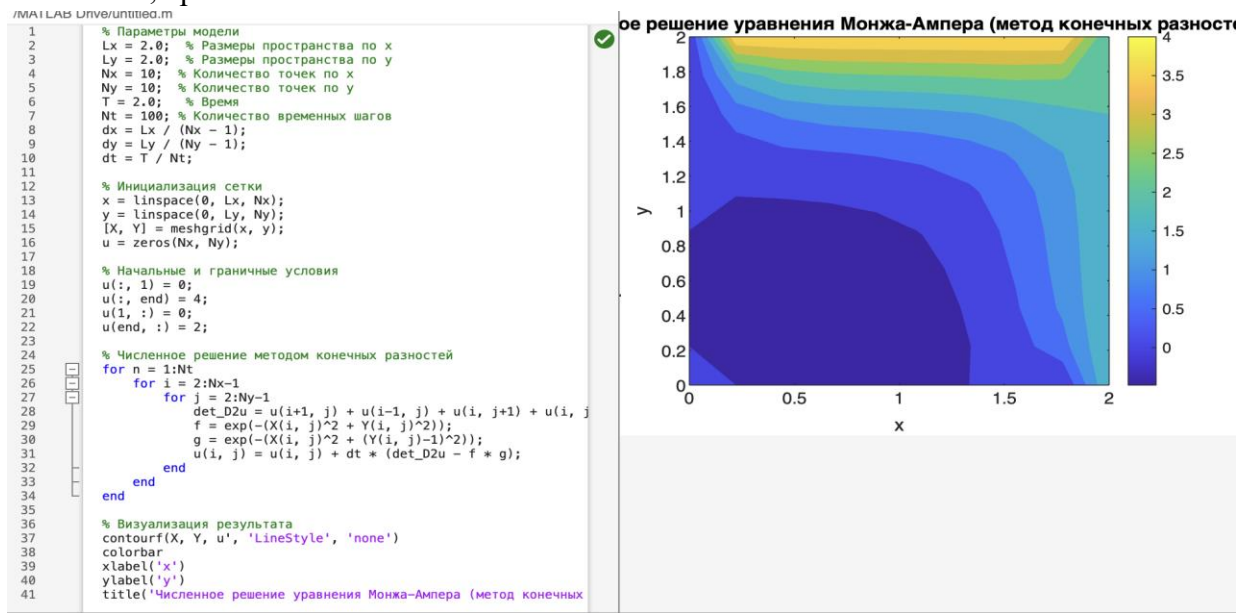 /MATLAB Drive/untitled.m
1 % Параметры модели
2 Lx = 2.0; % Размеры пространства по x
3 Ly = 2.0; % Размеры пространства по y
4 Nx = 10; % Количество точек по x
5 Ny = 10; % Количество точек по y
6 T = 2.0; % Время
7 Nt = 100; % Количество временных шагов
8 dx = Lx / (Nx - 1);
9 dy = Ly / (Ny - 1);
10 dt = T / Nt;
11
12 % Инициализация сетки
13 x = linspace(0, Lx, Nx);
14 y = linspace(0, Ly, Ny);
15 [X, Y] = meshgrid(x, y);
16 u = zeros(Nx, Ny);
17
18 % Начальные и граничные условия
19 u(:, 1) = 0;
20 u(:, end) = 4;
21 u(1, :) = 0;
22 u(end, :) = 2;
23
24 % Численное решение методом конечных разностей
25 for n = 1:Nt
26 for i = 2:Nx-1
27 for j = 2:Ny-1
28 det_D2u = u(i+1, j) + u(i-1, j) + u(i, j+1) + u(i, j
29 f = exp(-(X(i, j)^2 + Y(i, j)^2));
30 g = exp(-(X(i, j)^2 + (Y(i, j)-1)^2));
31 u(i, j) = u(i, j) + dt * (det_D2u - f * g);
32 end
33 end
34 end
35
36 % Визуализация результата
37 contourf(X, Y, u', 'LineStyle', 'none')
38 colorbar
39 xlabel('x')
40 ylabel('y')
41 title('Численное решение уравнения Монжа-Ампера (метод конечных
ое решение уравнения Монжа-Ампера (метод конечных разносте
2
1.8
1.6
1.4
1.2
1
0.8
0.6
0.4
0.2
0
y
0 0.5 1 1.5 2
x
4
3.5
3
2.5
2
1.5
1
0.5
0